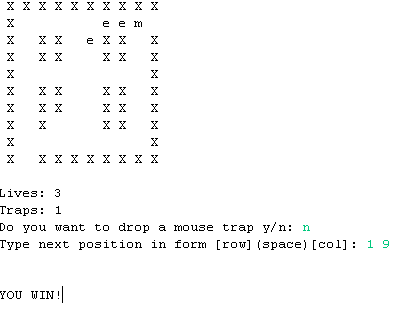 X X X X X X X X X X
X           e e m
X   X X   e X X   X
X   X X     X X   X
X                 X
X   X X     X X   X
X   X X     X X   X
X   X       X X   X
X                 X
X   X X X X X X X X
Lives: 3
Traps: 1
Do you want to drop a mouse trap y/n: n
Type next position in form [row](space)[col]: 1 9
YOU WIN!